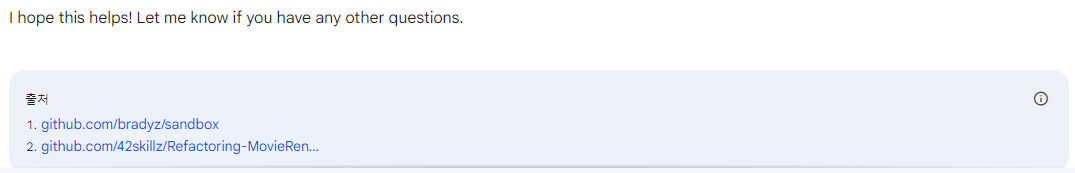 I hope this helps! Let me know if you have any other questions.
출처
1. github.com/bradyz/sandbox
2. github.com/42skillz/Refactoring-MovieRen...